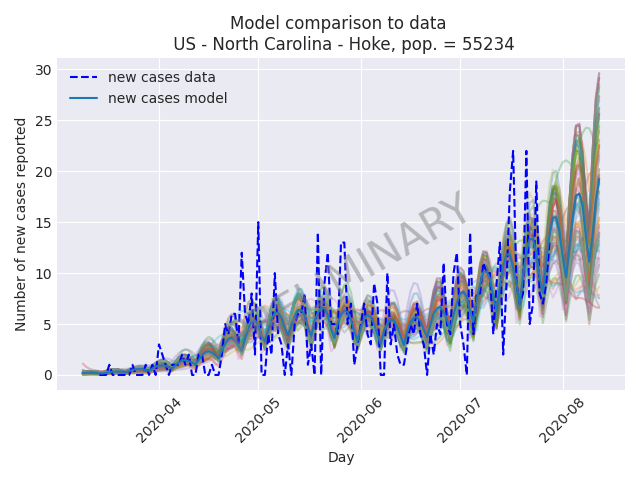 Model comparison to data
US - North Carolina - Hoke, pop. = 55234
new cases data
new cases model
Number of new cases reported
30
25
20
15
10
5
0
2020-04
2020-05
2020-06
2020-07
2020-08
Day